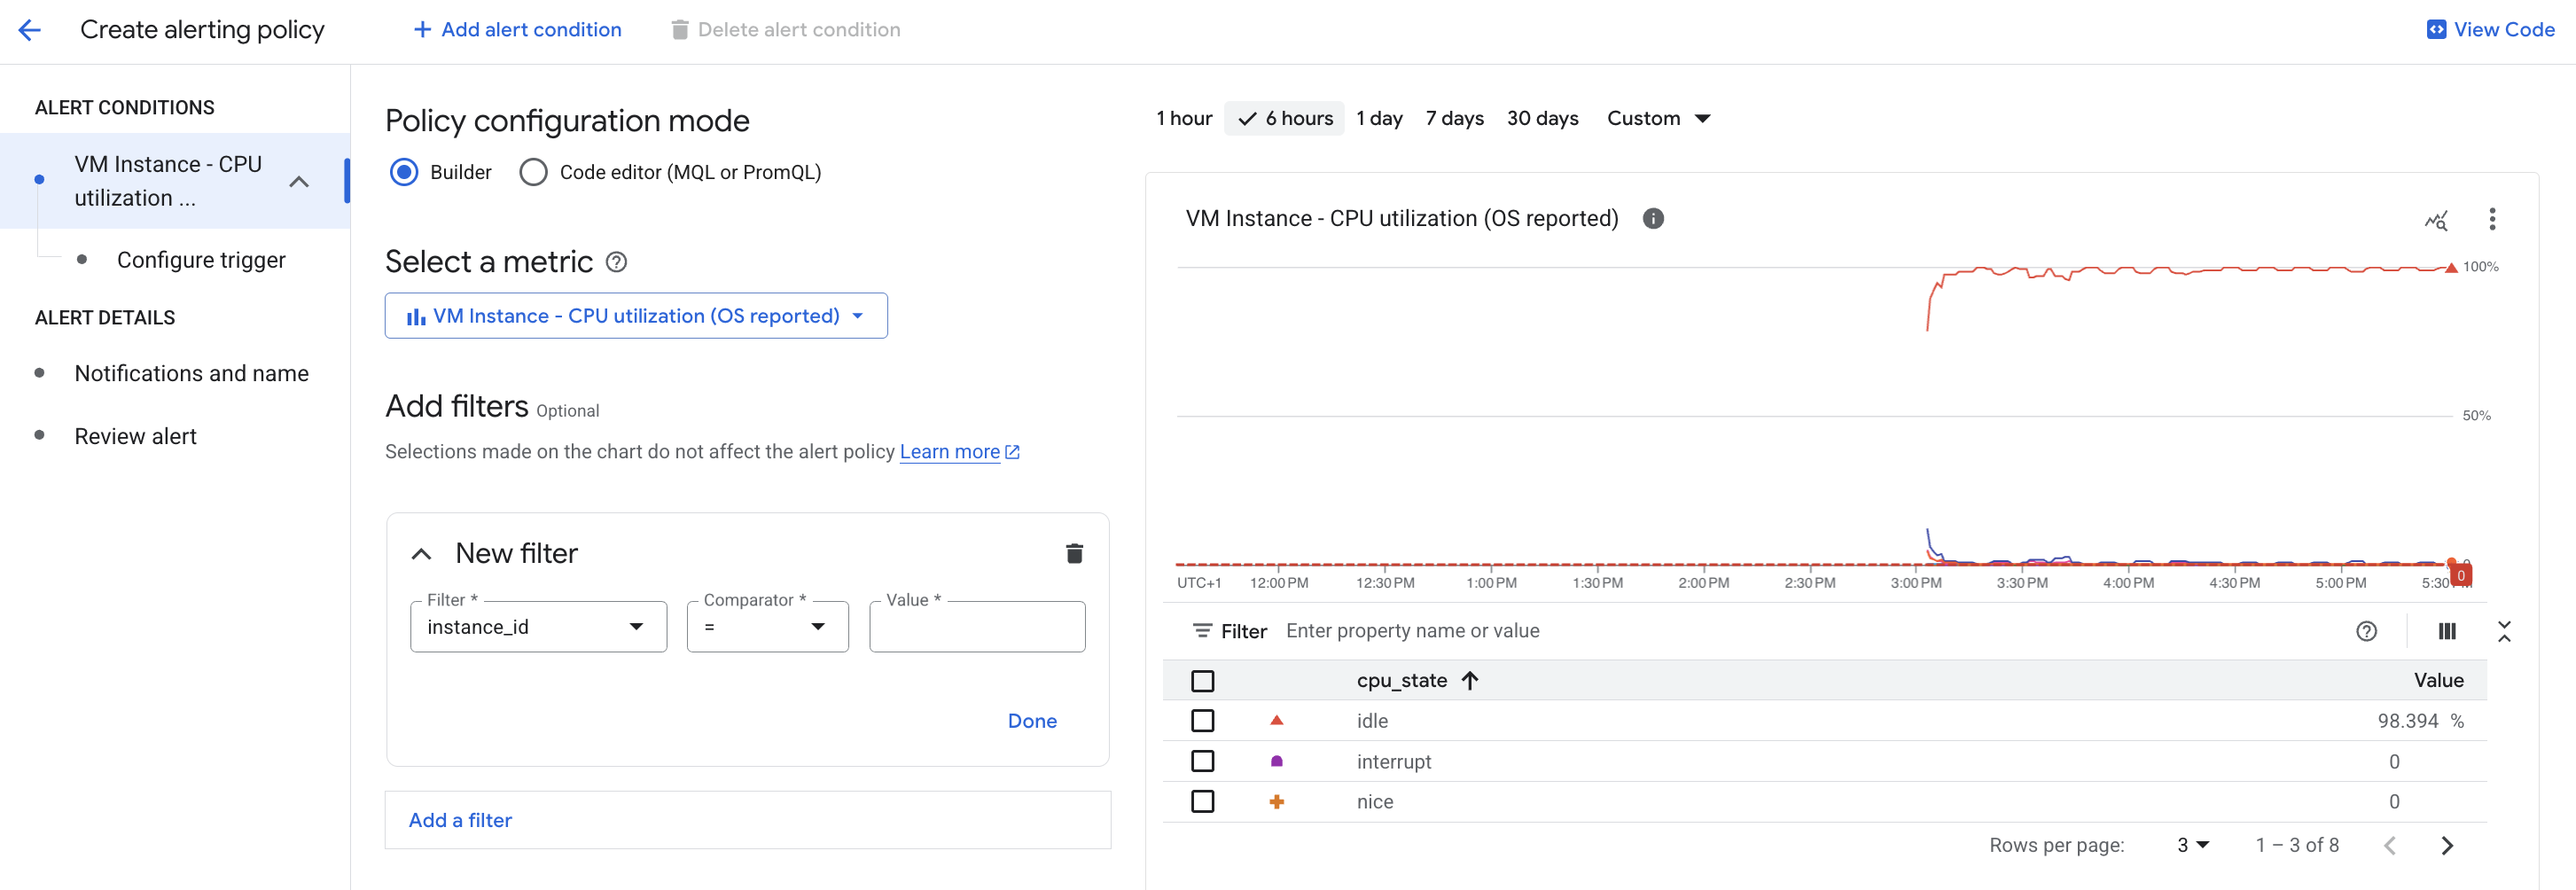 Create alerting policy
Add alert condition
Delete alert condition
View Code
ALERT CONDITIONS
VM Instance - CPU
utilization ...
Configure trigger
ALERT DETAILS
Notifications and name
Review alert
Policy configuration mode
Builder
Code editor (MQL or PromQL)
Select a metric
VM Instance - CPU utilization (OS reported)
Add filters Optional
Selections made on the chart do not affect the alert policy Learn more
New filter
Filter *
instance_id
Comparator *
=
Value *
Done
Add a filter
1 hour
6 hours
1 day
7 days
30 days
Custom
VM Instance - CPU utilization (OS reported)
100%
50%
0
UTC+1
12:00 PM
12:30 PM
1:00 PM
1:30 PM
2:00 PM
2:30 PM
3:00 PM
3:30 PM
4:00 PM
4:30 PM
5:00 PM
Filter Enter property name or value
cpu_state
Value
idle
98.394 %
interrupt
0
nice
0
Rows per page:
3
1 – 3 of 8